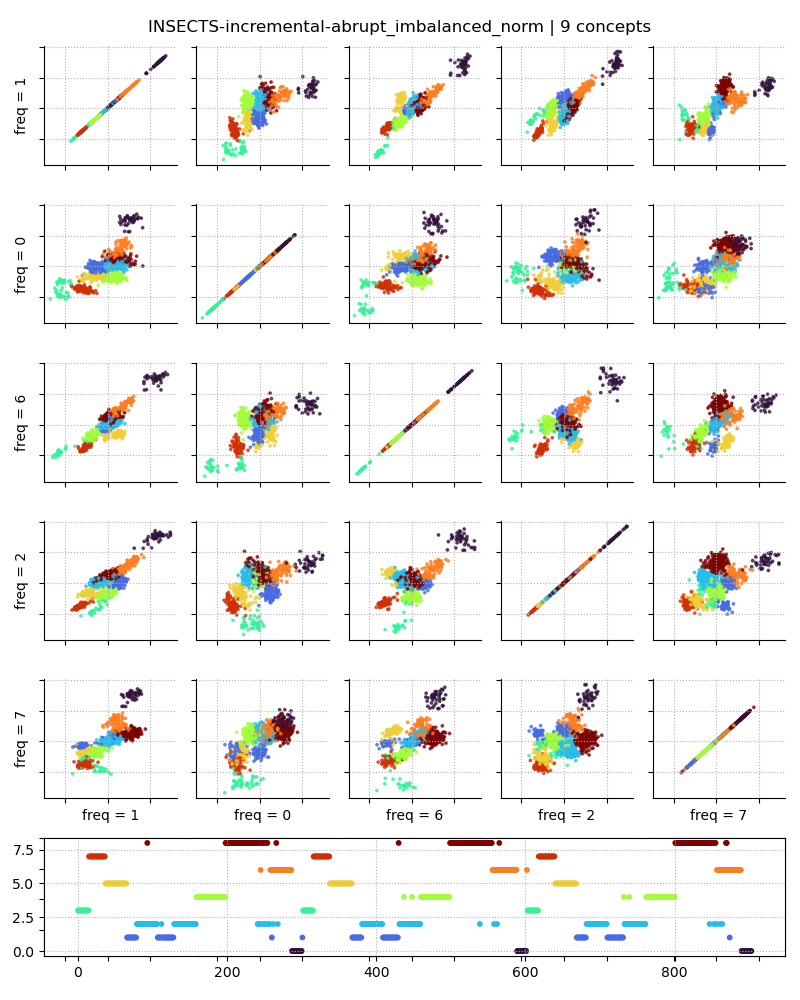 INSECTS-incremental-abrupt_imbalanced_norm | 9 concepts
freq = 1
freq = 0
freq = 6
freq = 2
freq = 7
freq = 1 freq = 0 freq = 6 freq = 2 freq = 7
7.5
5.0
2.5
0.0
0 200 400 600 800